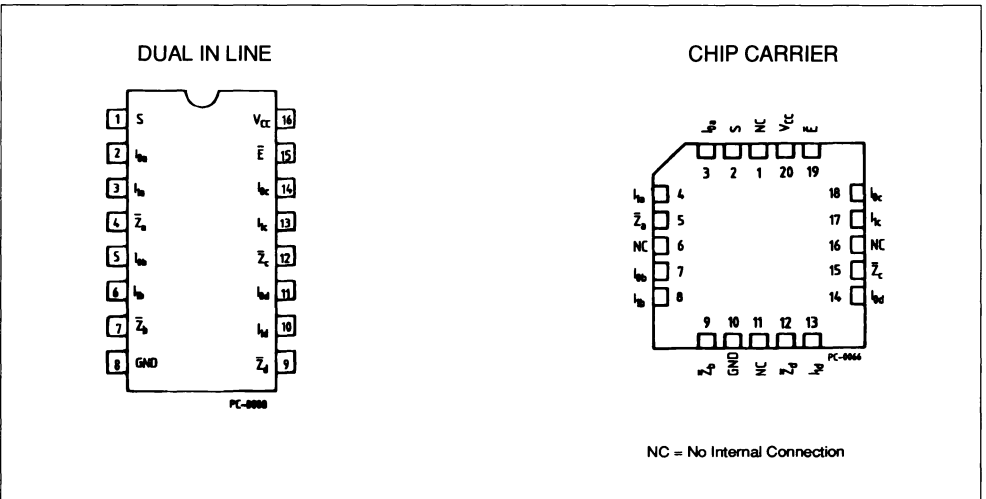 DUAL IN LINE
1 S
2 I0a
3 I1a
4 Z̅a
5 I0b
6 I1b
7 Z̅b
8 GND
VCC 16
E̅ 15
I0c 14
I1c 13
Z̅c 12
I0d 11
I1d 10
Z̅d 9
CHIP CARRIER
I0a S NC VCC E̅
3 2 1 20 19
I1a 4
Z̅a 5
NC 6
I0b 7
I1b 8
18 I0c
17 I1c
16 NC
15 Z̅c
14 I0d
9 10 11 12 13
Z̅b GND NC Z̅d I1d
PC-0066
NC = No Internal Connection